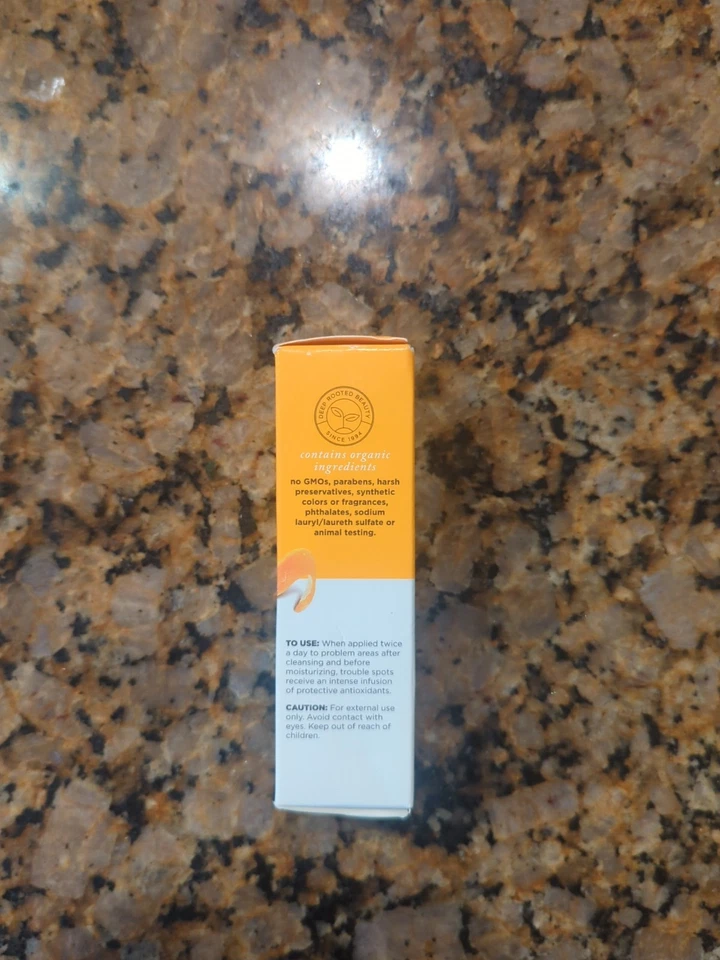 DEEP ROOTED BEAUTY
SINCE 1994
contains organic
ingredients
no GMOs, parabens, harsh
preservatives, synthetic
colors or fragrances,
phthalates, sodium
lauryl/laureth sulfate or
animal testing.
TO USE: When applied twice
a day to problem areas after
cleansing and before
moisturizing, trouble spots
receive an intense infusion
of protective antioxidants.
CAUTION: For external use
only. Avoid contact with
eyes. Keep out of reach of
children.